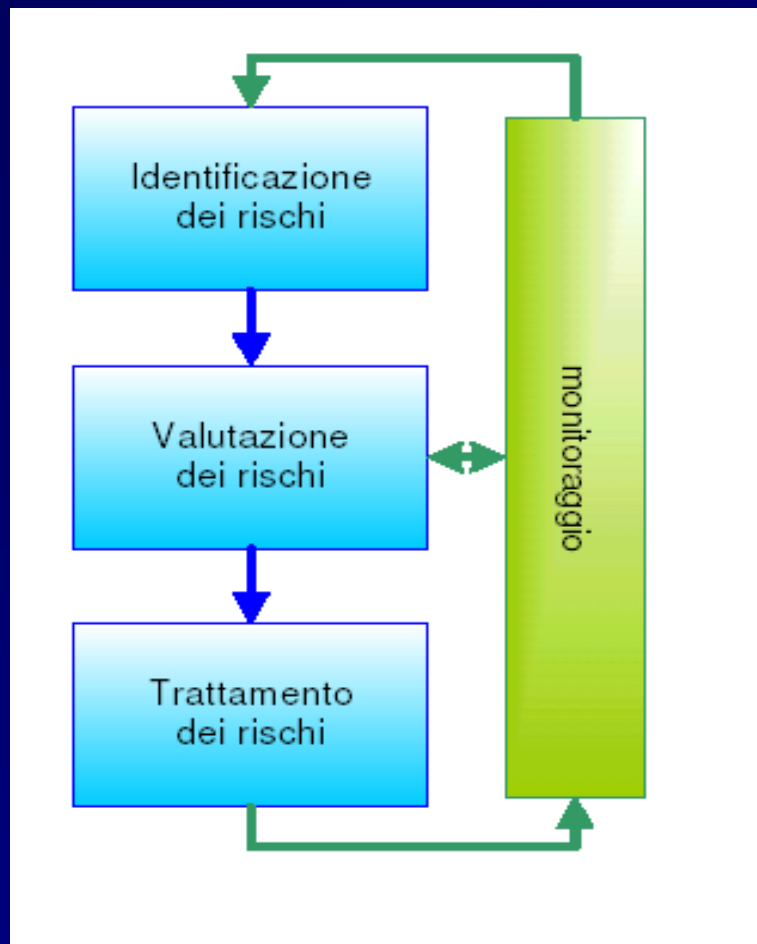 Identificazione
dei rischi
Valutazione
dei rischi
monitoraggio
Trattamento
dei rischi